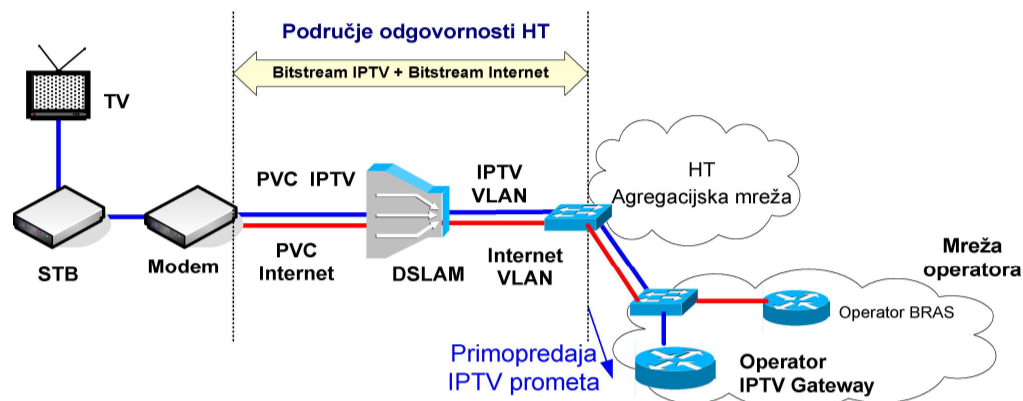 Područje odgovornosti HT
Bitstream IPTV + Bitstream Internet
TV
PVC IPTV
IPTV
VLAN
HT
Agregacijska mreža
STB
Modem
PVC
Internet
DSLAM
Internet
VLAN
Mreža
operatora
Operator BRAS
Primopredaja
IPTV prometa
Operator
IPTV Gateway